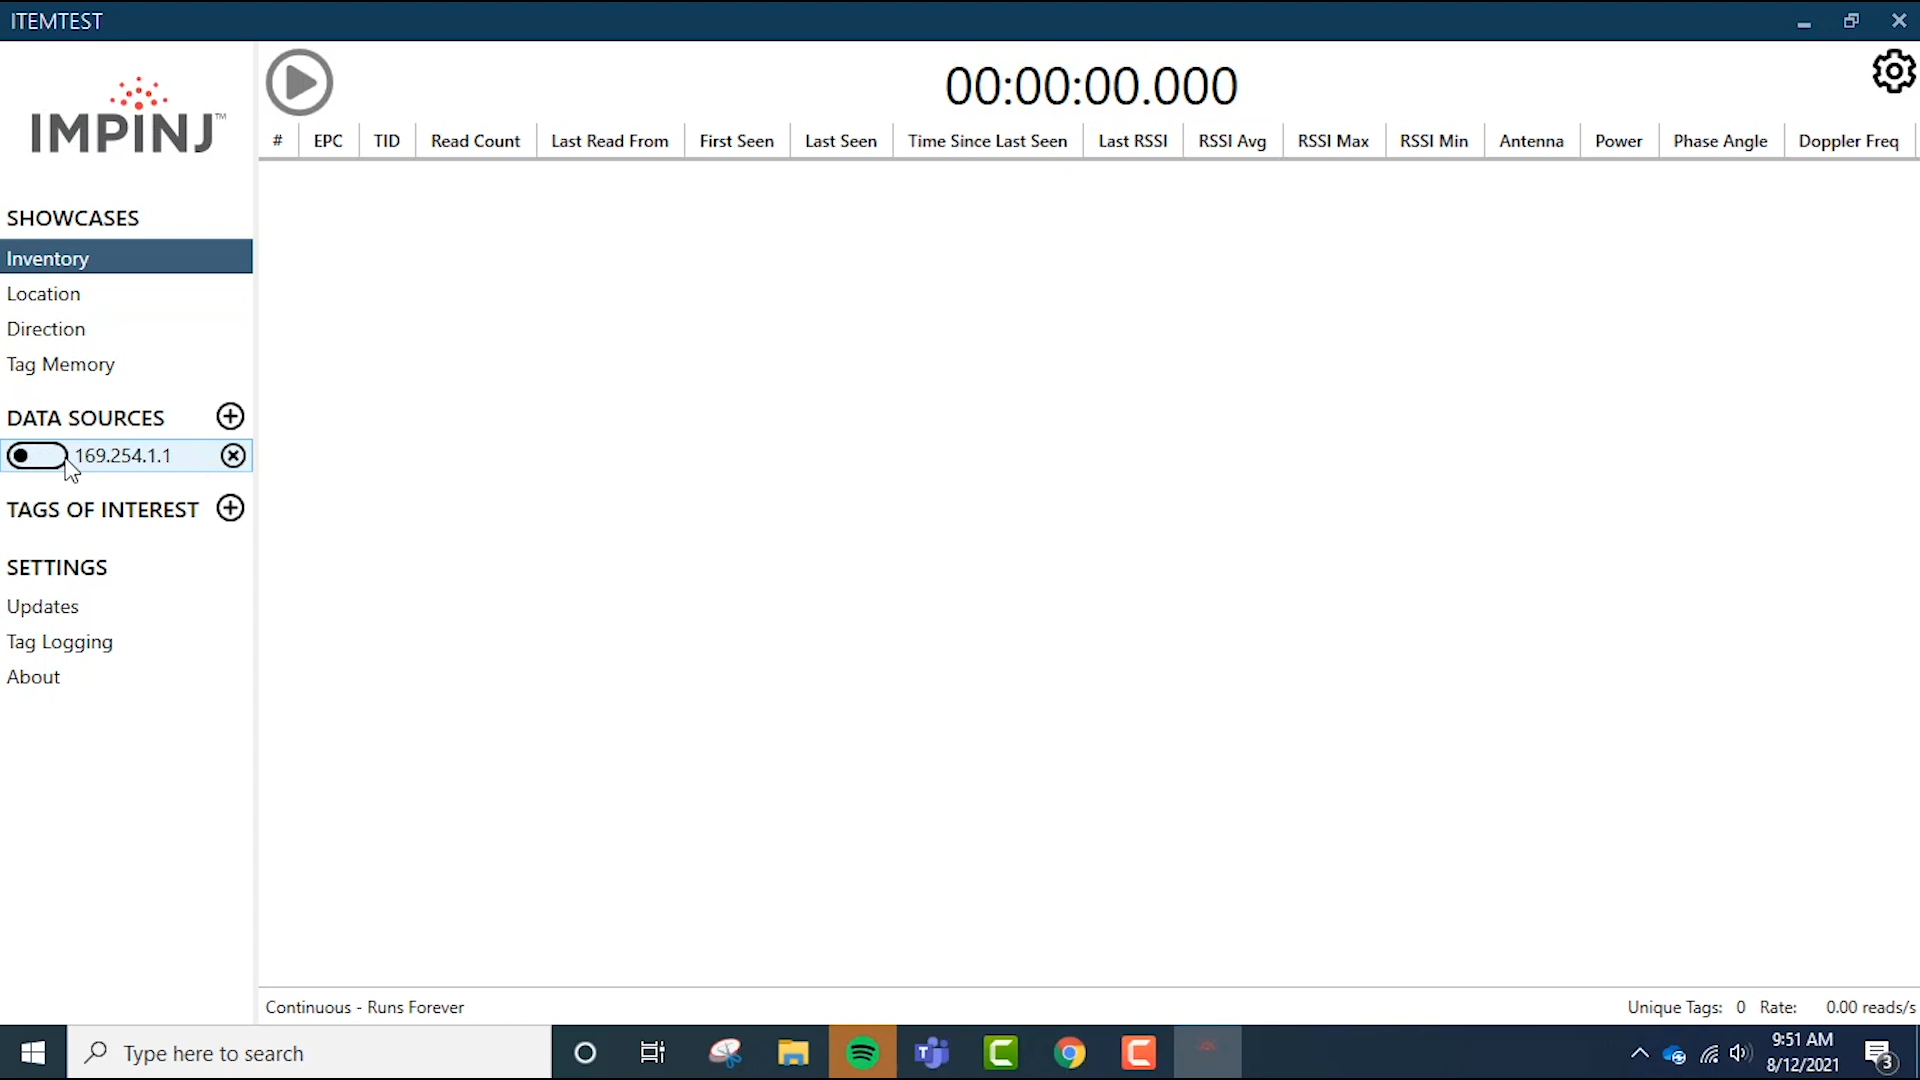 ITEMTEST
IMPINJ™
00:00:00.000
# EPC TID Read Count Last Read From First Seen Last Seen Time Since Last Seen Last RSSI RSSI Avg RSSI Max RSSI Min Antenna Power Phase Angle Doppler Freq
SHOWCASES
Inventory
Location
Direction
Tag Memory
DATA SOURCES
169.254.1.1
TAGS OF INTEREST
SETTINGS
Updates
Tag Logging
About
Continuous - Runs Forever
Unique Tags: 0 Rate: 0.00 reads/s
Type here to search
9:51 AM
8/12/2021
3